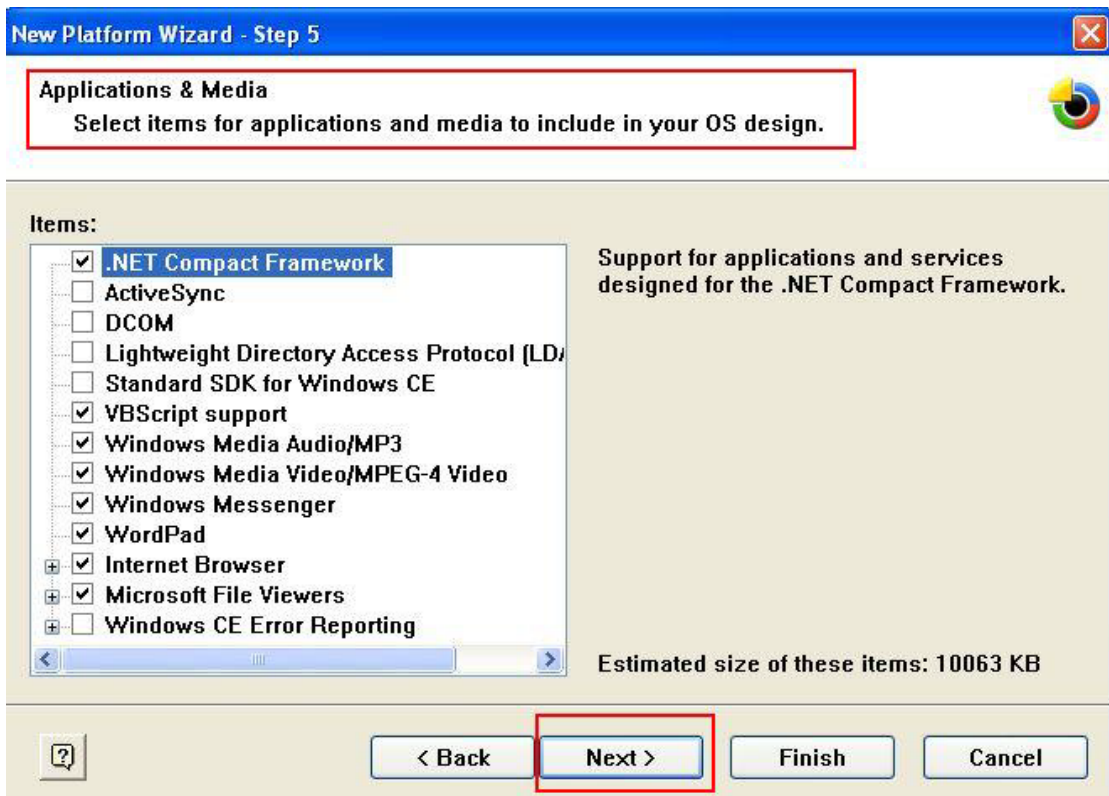 New Platform Wizard - Step 5
Applications & Media
Select items for applications and media to include in your OS design.
Items:
.NET Compact Framework
ActiveSync
DCOM
Lightweight Directory Access Protocol (LDA
Standard SDK for Windows CE
VBScript support
Windows Media Audio/MP3
Windows Media Video/MPEG-4 Video
Windows Messenger
WordPad
Internet Browser
Microsoft File Viewers
Windows CE Error Reporting
Support for applications and services
designed for the .NET Compact Framework.
Estimated size of these items: 10063 KB
?
< Back
Next >
Finish
Cancel